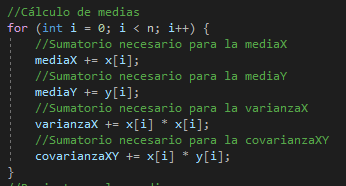 //Cálculo de medias
for (int i = 0; i < n; i++) {
//Sumatorio necesario para la mediaX
mediaX += x[i];
//Sumatorio necesario para la mediaY
mediaY += y[i];
//Sumatorio necesario para la varianzaX
varianzaX += x[i] * x[i];
//Sumatorio necesario para la covarianzaXY
covarianzaXY += x[i] * y[i];
}